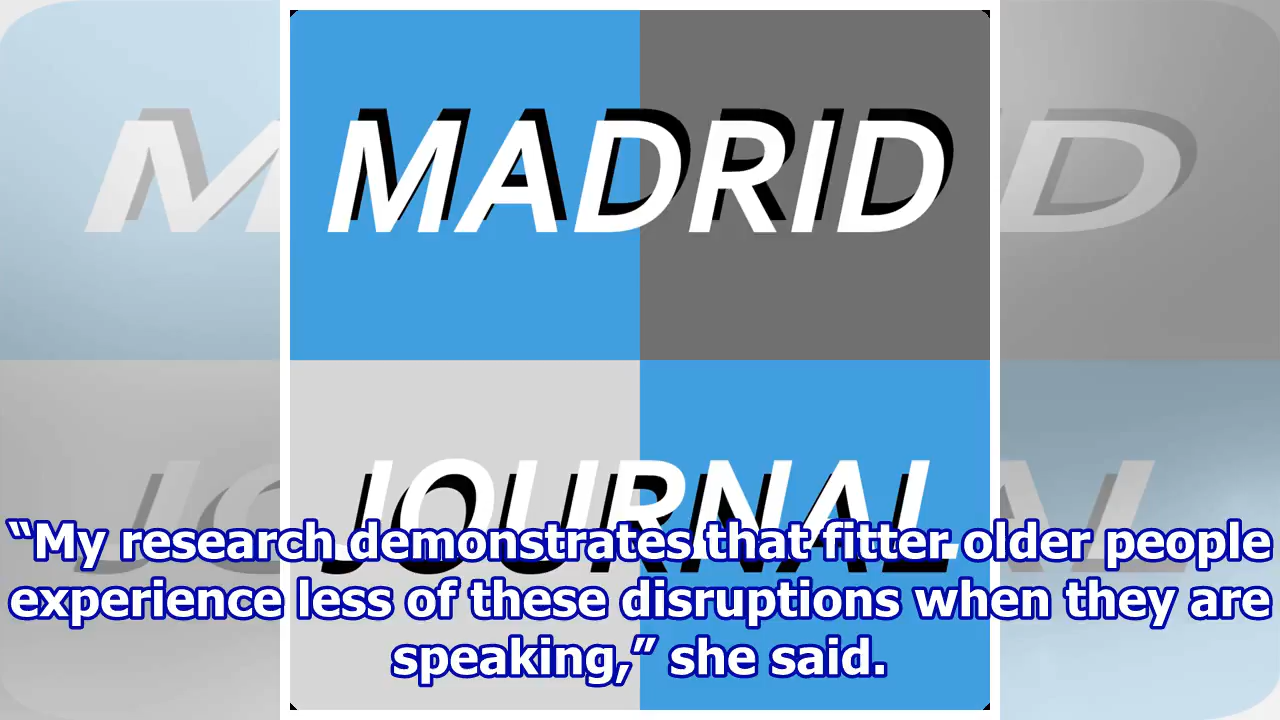 MADRID
JOURNAL
“My research demonstrates that fitter older people
experience less of these disruptions when they are
speaking,” she said.